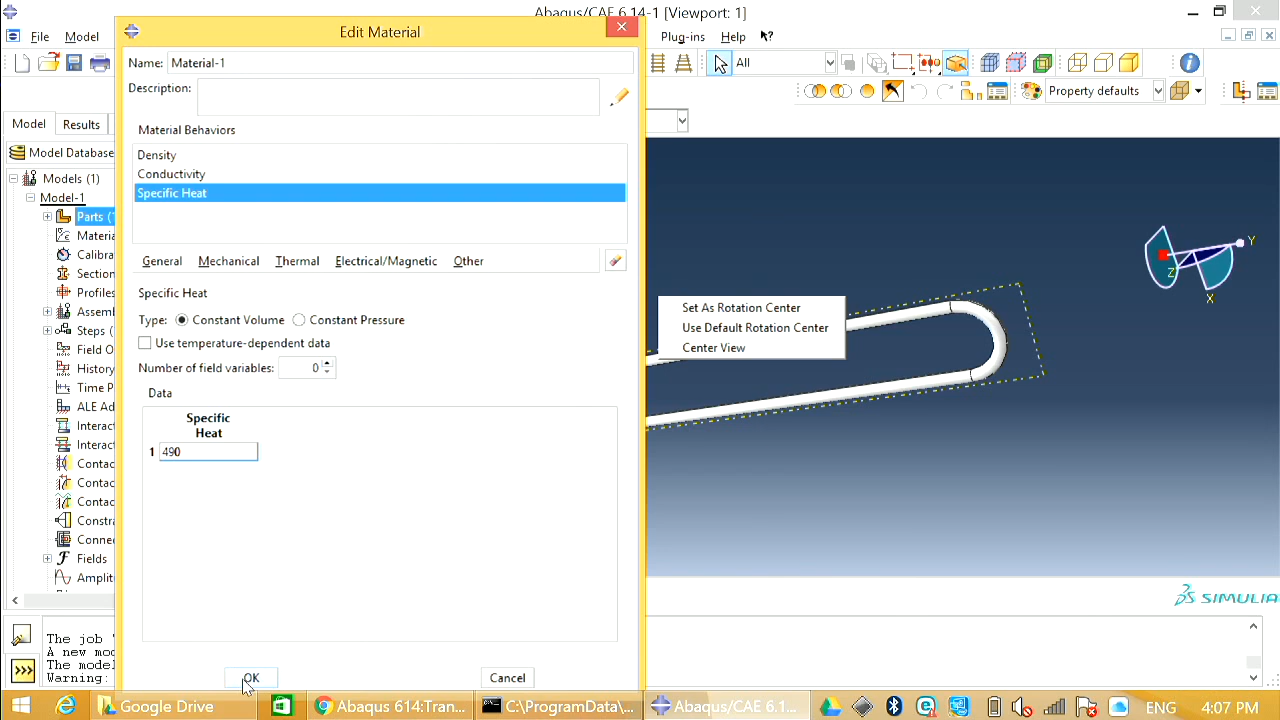 Abaqus/CAE 6.14-1 [Viewport: 1]
Edit Material
File Model
Plug-ins Help
Name: Material-1
All
Description:
Property defaults
Model Results
Material Behaviors
Model Database
Density
Conductivity
Specific Heat
Models (1)
Model-1
Parts (
Materia
Calibra
Section
Profiles
Assemb
Steps (
Field O
History
Time P
ALE Ad
Interact
Interact
Contac
Contac
Contac
Constra
Connec
Fields
Amplit
General Mechanical Thermal Electrical/Magnetic Other
Specific Heat
Type: Constant Volume Constant Pressure
Use temperature-dependent data
Number of field variables: 0
Data
Specific
Heat
1 490
OK Cancel
Set As Rotation Center
Use Default Rotation Center
Center View
Y
Z
X
SIMULIA
The job '
A new mo
The model
Warning:
Google Drive
Abaqus 614:Tran...
C:\ProgramData\...
Abaqus/CAE 6.1...
ENG 4:07 PM